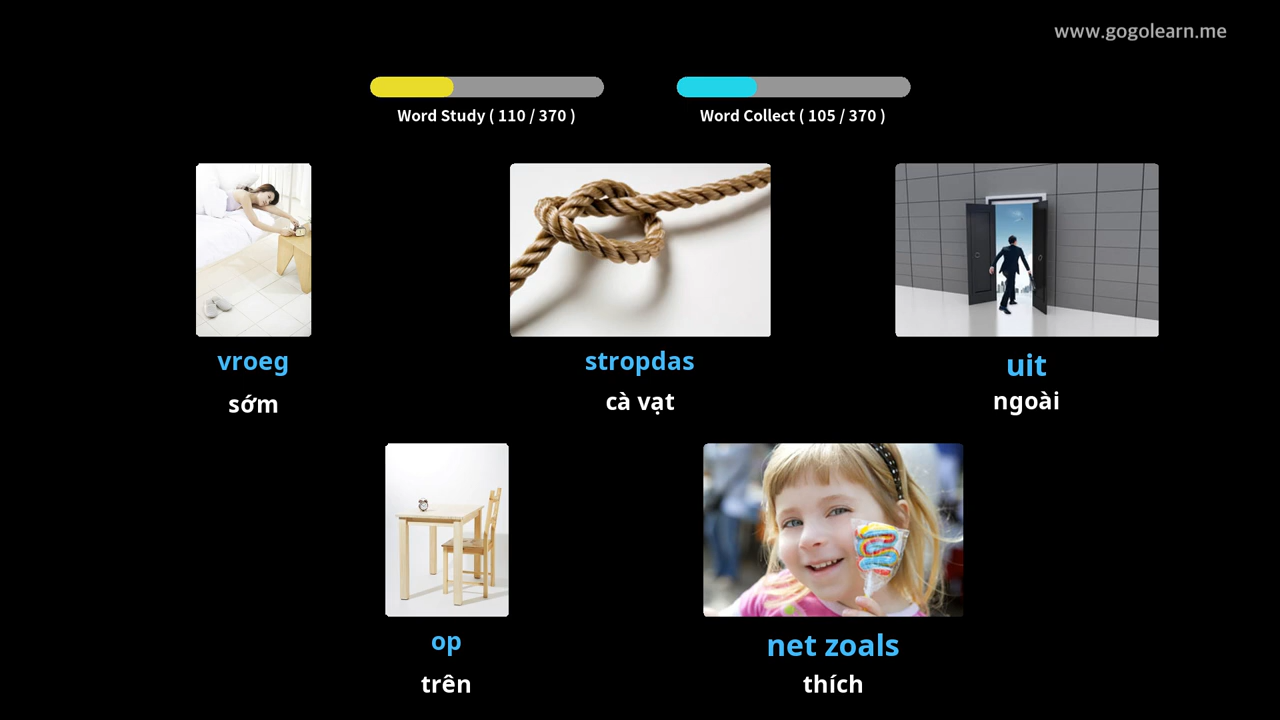 www.gogolearn.me
Word Study ( 110 / 370 )
Word Collect ( 105 / 370 )
vroeg
sớm
stropdas
cà vạt
uit
ngoài
op
trên
net zoals
thích